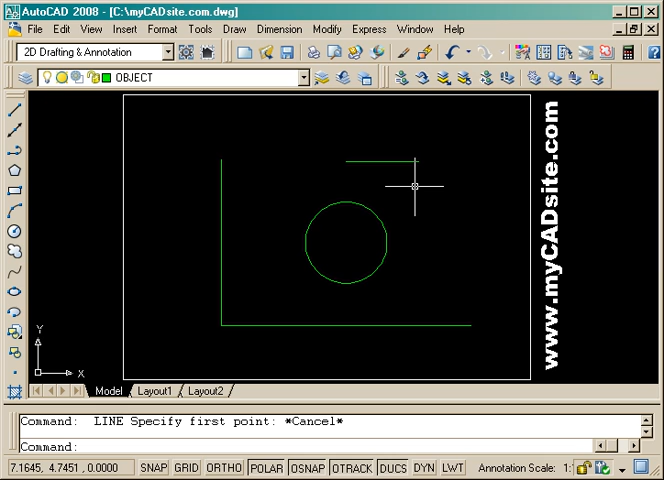 AutoCAD 2008 - [C:\myCADsite.com.dwg]
File Edit View Insert Format Tools Draw Dimension Modify Express Window
2D Drafting & Annotation
OBJECT
www.myCADsite.com
Y
X
Model Layout1 Layout2
Command: LINE Specify first point: *Cancel*
Command:
7.1645, 4.7451, 0.0000 SNAP GRID ORTHO POLAR OSNAP OTRACK DUCS DYN LWT Annotation Scale: 1: